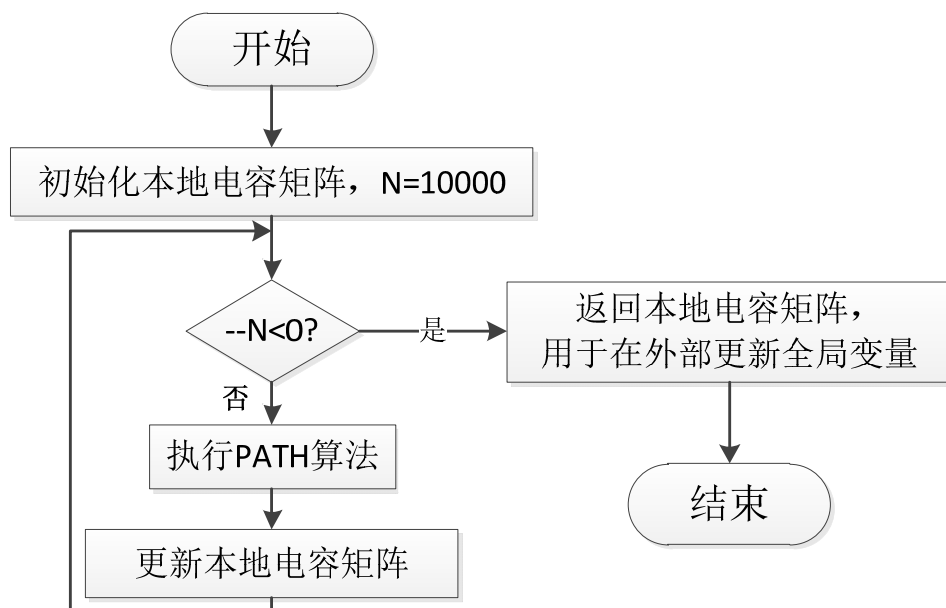 开始
初始化本地电容矩阵，N=10000
--N<0?
是
返回本地电容矩阵，
用于在外部更新全局变量
否
执行PATH算法
结束
更新本地电容矩阵